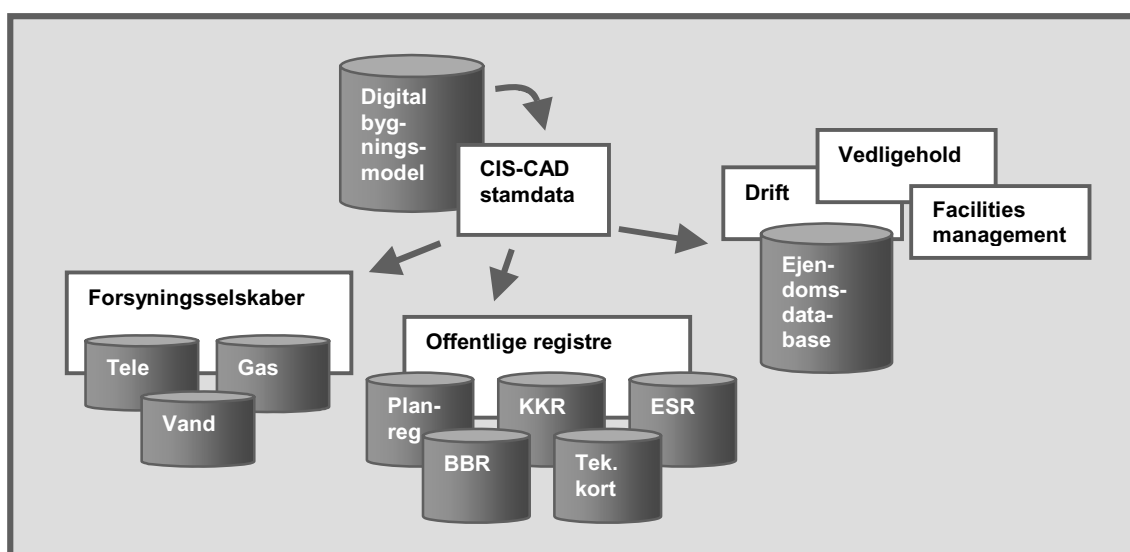 Digital
byg-
nings-
model
CIS-CAD
stamdata
Vedligehold
Drift
Facilities
management
Ejen-
doms-
data-
base
Forsyningsselskaber
Tele
Gas
Vand
Offentlige registre
Plan-
reg
KKR
ESR
BBR
Tek.
kort